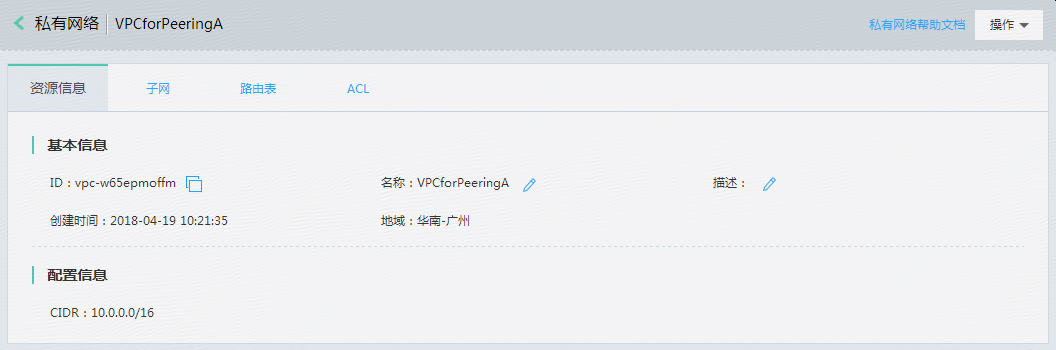 私有网络 VPCforPeeringA 私有网络帮助文档 操作
资源信息 子网 路由表 ACL
基本信息
ID：vpc-w65epmoffm 名称：VPCforPeeringA 描述：
创建时间：2018-04-19 10:21:35 地域：华南-广州
配置信息
CIDR：10.0.0.0/16